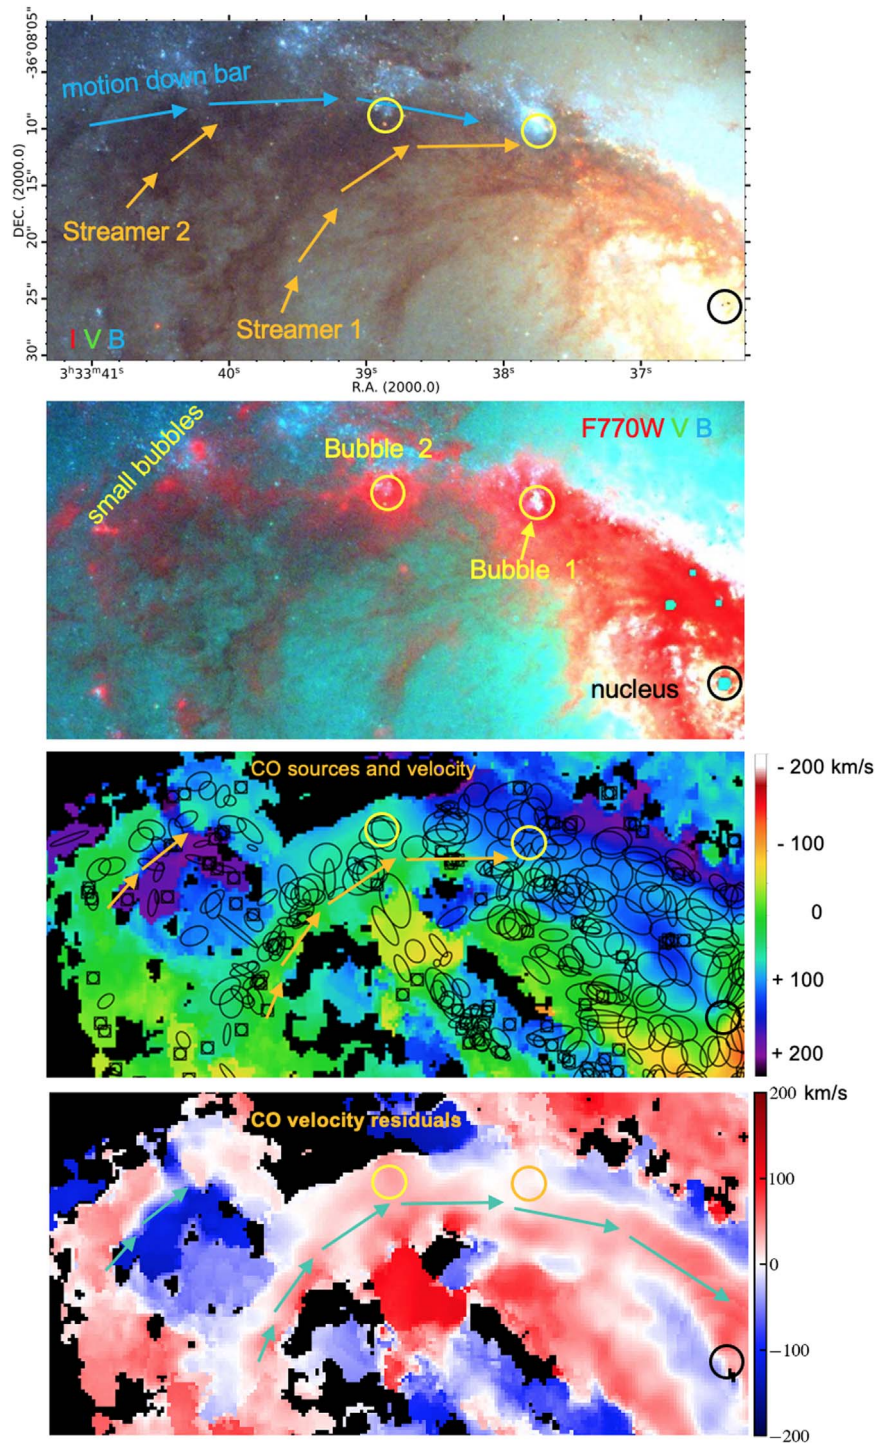 -36°08'05"
motion down bar
10"
DEC. (2000.0)
15"
Streamer 2
20"
25"
Streamer 1
I V B
30"
3ʰ33ᵐ41ˢ 40ˢ 39ˢ 38ˢ 37ˢ
R.A. (2000.0)
small bubbles
F770W V B
Bubble 2
Bubble 1
nucleus
CO sources and velocity
- 200 km/s
- 100
0
+ 100
+ 200
CO velocity residuals
200 km/s
100
0
−100
−200